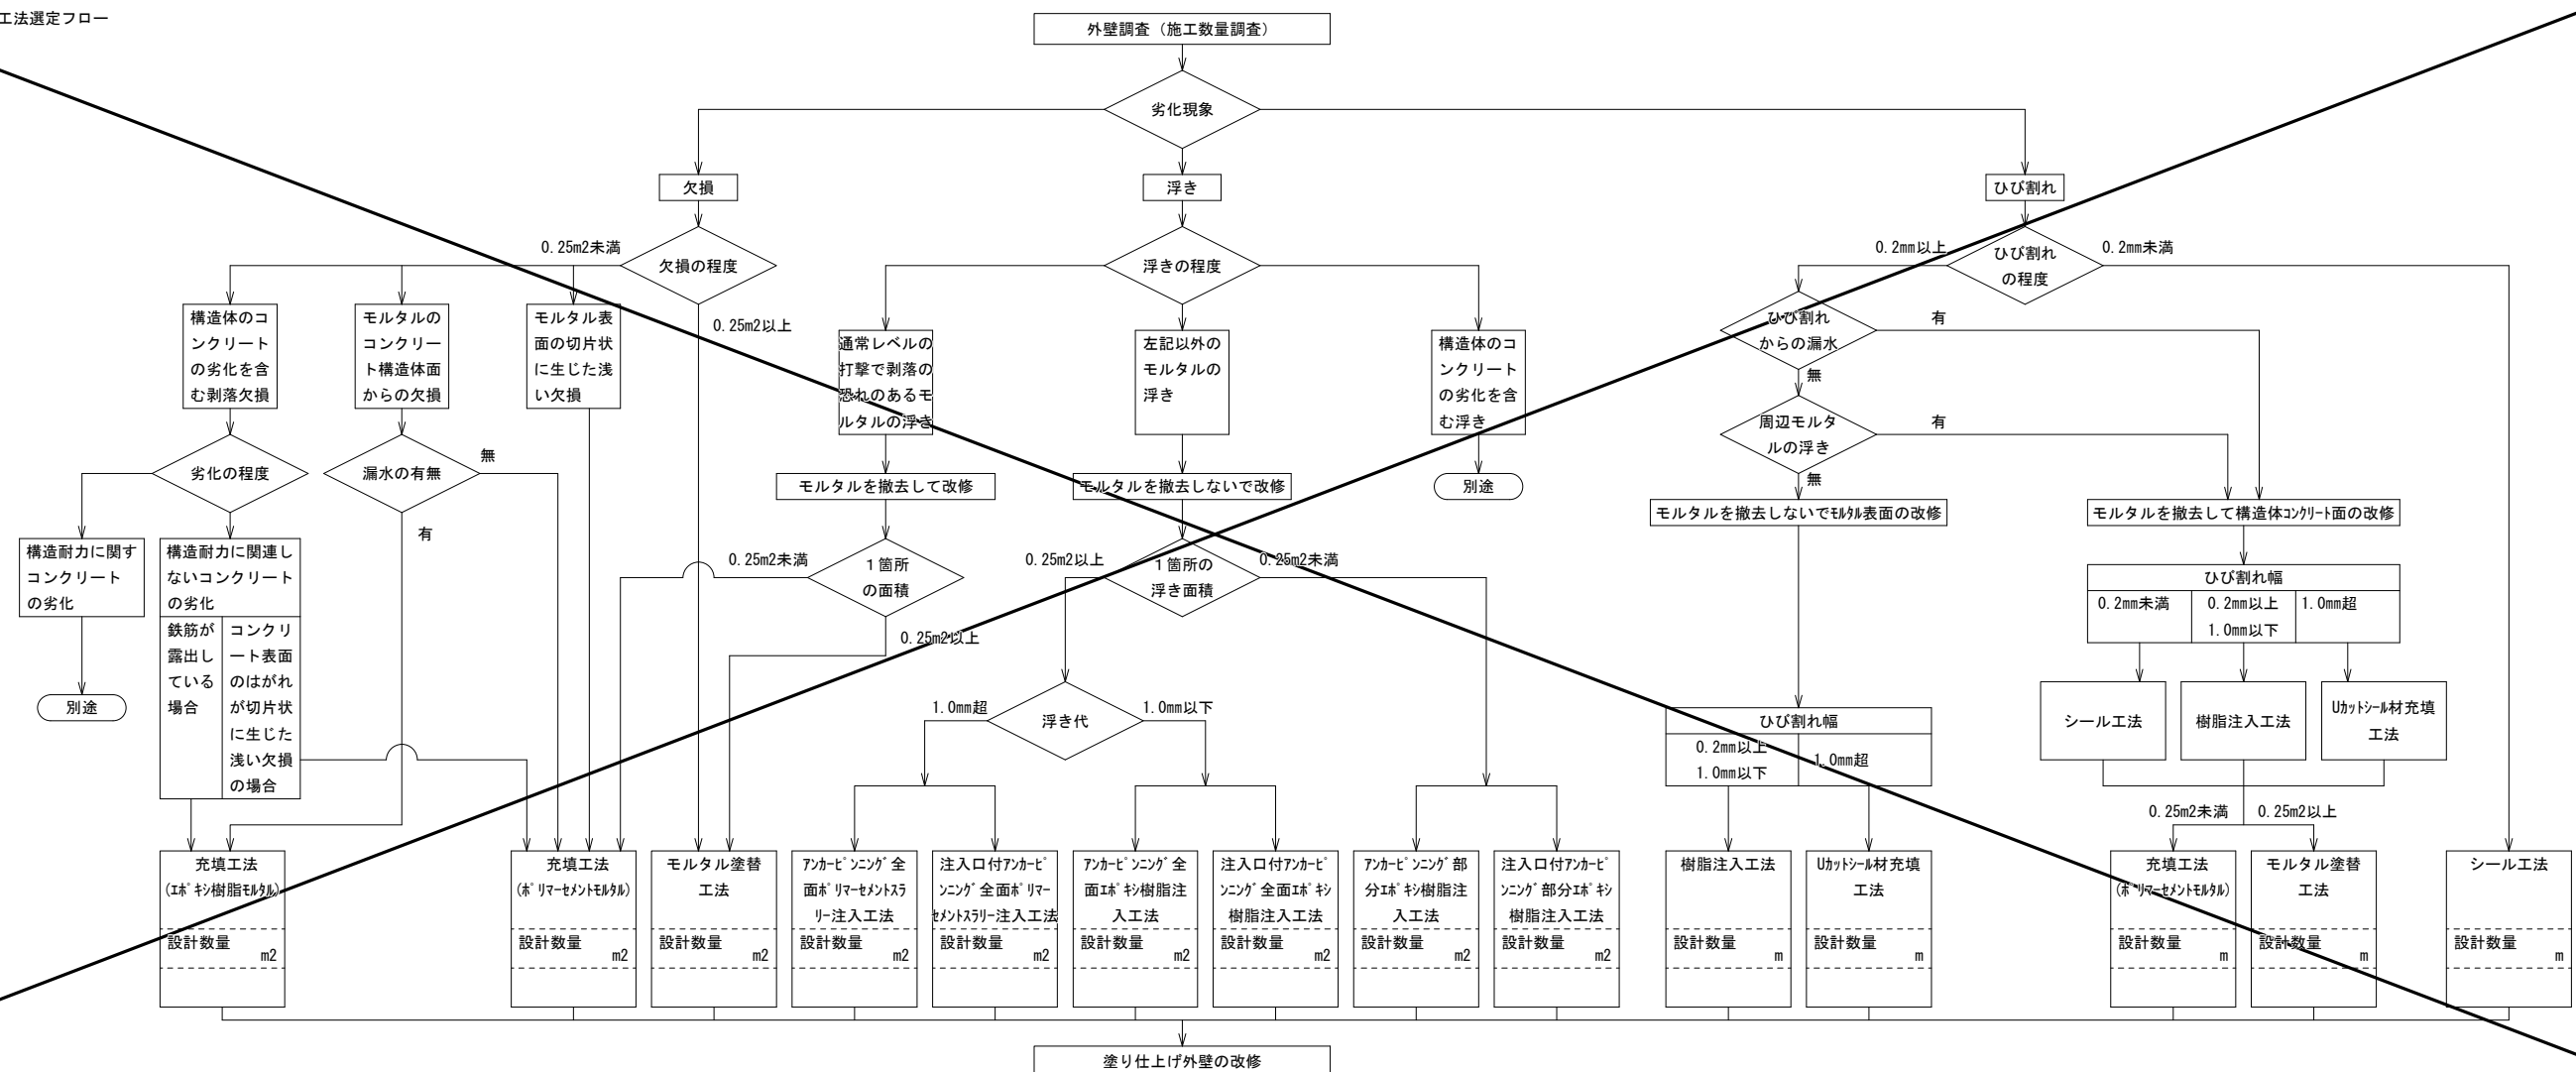 工法選定フロー
外壁調査（施工数量調査）
劣化現象
欠損
浮き
ひび割れ
0.25m2未満
欠損の程度
0.25m2以上
浮きの程度
0.2mm以上
ひび割れ
の程度
0.2mm未満
構造体のコ
ンクリート
の劣化を含
む剥落欠損
モルタルの
コンクリー
ト構造体面
からの欠損
モルタル表
面の切片状
に生じた浅
い欠損
通常レベルの
打撃で剥落の
恐れのあるモ
ルタルの浮き
左記以外の
モルタルの
浮き
構造体のコ
ンクリート
の劣化を含
む浮き
ひび割れ
からの漏水
有
無
周辺モルタ
ルの浮き
有
無
劣化の程度
漏水の有無
無
有
モルタルを撤去して改修
モルタルを撤去しないで改修
別途
モルタルを撤去しないでﾓﾙﾀﾙ表面の改修
モルタルを撤去して構造体ｺﾝｸﾘｰﾄ面の改修
構造耐力に関す
コンクリート
の劣化
構造耐力に関連し
ないコンクリート
の劣化
鉄筋が
露出し
ている
場合
コンクリ
ート表面
のはがれ
が切片状
に生じた
浅い欠損
の場合
別途
0.25m2未満
１箇所
の面積
0.25m2以上
0.25m2以上
１箇所の
浮き面積
0.25m2未満
1.0mm超
浮き代
1.0mm以下
ひび割れ幅
0.2mm以上
1.0mm以下
1.0mm超
ひび割れ幅
0.2mm未満
0.2mm以上
1.0mm以下
1.0mm超
シール工法
樹脂注入工法
Uｶｯﾄｼｰﾙ材充填
工法
0.25m2未満
0.25m2以上
充填工法
(ｴﾎﾟｷｼ樹脂ﾓﾙﾀﾙ)
設計数量
m2
充填工法
(ﾎﾟﾘﾏｰｾﾒﾝﾄﾓﾙﾀﾙ)
設計数量
m2
モルタル塗替
工法
設計数量
m2
ｱﾝｶｰﾋﾟﾝﾆﾝｸﾞ全
面ﾎﾟﾘﾏｰｾﾒﾝﾄｽﾗ
ﾘｰ注入工法
設計数量
m2
注入口付ｱﾝｶｰﾋﾟ
ﾝﾆﾝｸﾞ全面ﾎﾟﾘﾏｰ
ｾﾒﾝﾄｽﾗﾘｰ注入工法
設計数量
m2
ｱﾝｶｰﾋﾟﾝﾆﾝｸﾞ全
面ｴﾎﾟｷｼ樹脂注
入工法
設計数量
m2
注入口付ｱﾝｶｰﾋﾟ
ﾝﾆﾝｸﾞ全面ｴﾎﾟｷｼ
樹脂注入工法
設計数量
m2
ｱﾝｶｰﾋﾟﾝﾆﾝｸﾞ部
分ｴﾎﾟｷｼ樹脂注
入工法
設計数量
m2
注入口付ｱﾝｶｰﾋﾟ
ﾝﾆﾝｸﾞ部分ｴﾎﾟｷｼ
樹脂注入工法
設計数量
m2
樹脂注入工法
設計数量
m
Uｶｯﾄｼｰﾙ材充填
工法
設計数量
m
充填工法
(ﾎﾟﾘﾏｰｾﾒﾝﾄﾓﾙﾀﾙ)
設計数量
m
モルタル塗替
工法
設計数量
m
シール工法
設計数量
m
塗り仕上げ外壁の改修